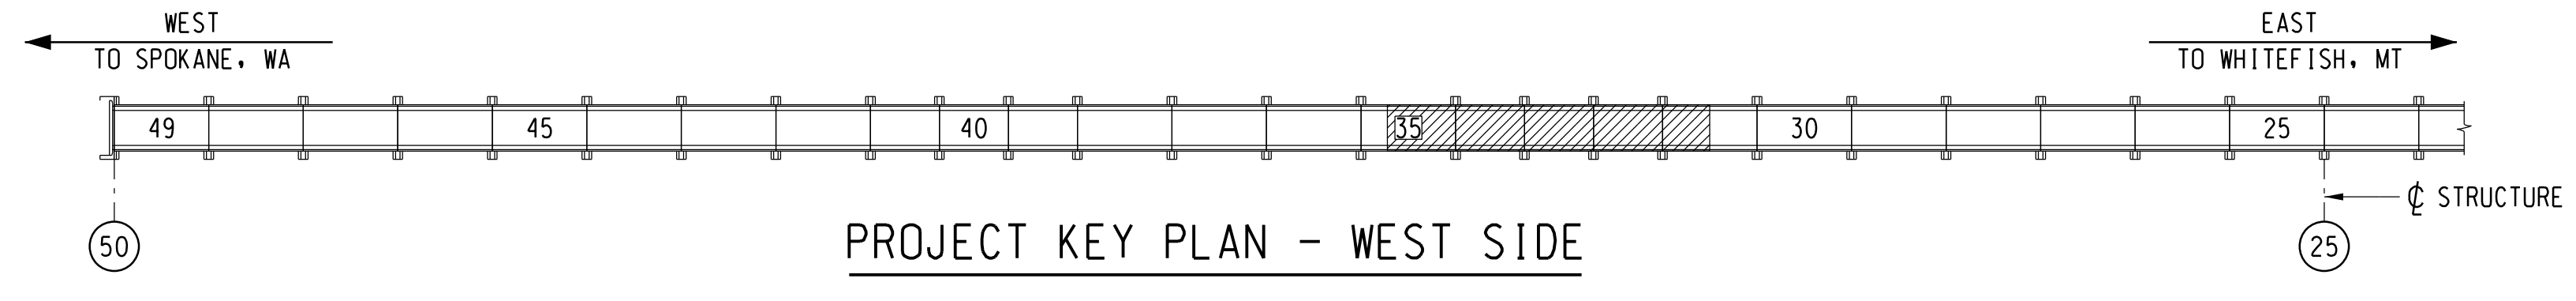 WEST
TO SPOKANE, WA
EAST
TO WHITEFISH, MT
49 45 40 35 30 25
℄ STRUCTURE
50 25
PROJECT KEY PLAN - WEST SIDE